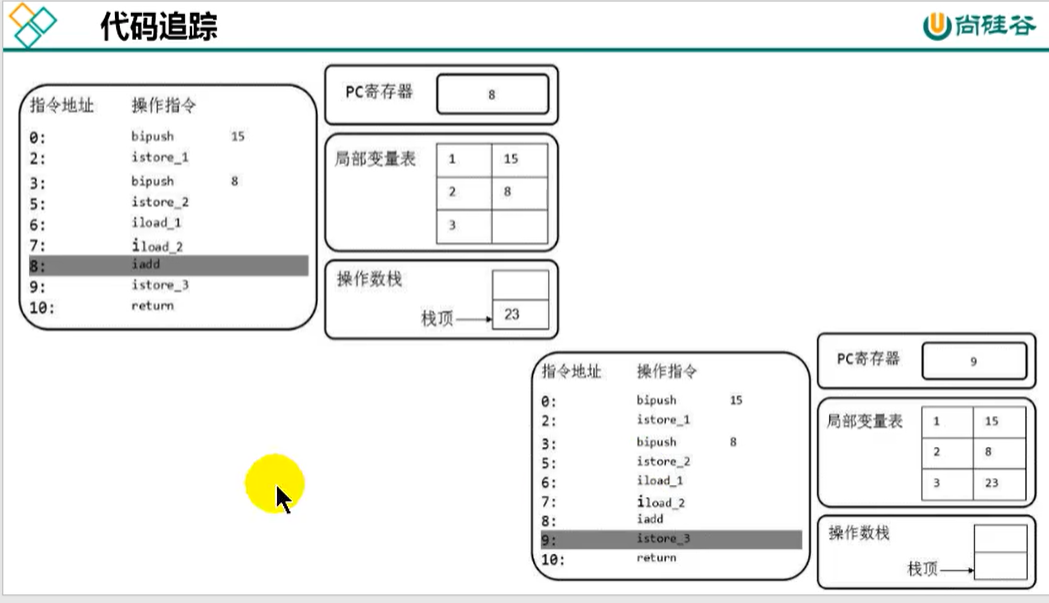 代码追踪
尚硅谷
指令地址 操作指令
0: bipush 15
2: istore_1
3: bipush 8
5: istore_2
6: iload_1
7: iload_2
8: iadd
9: istore_3
10: return
PC寄存器 8
局部变量表 1 15
2 8
3
操作数栈
栈顶 23
指令地址 操作指令
0: bipush 15
2: istore_1
3: bipush 8
5: istore_2
6: iload_1
7: iload_2
8: iadd
9: istore_3
10: return
PC寄存器 9
局部变量表 1 15
2 8
3 23
操作数栈
栈顶